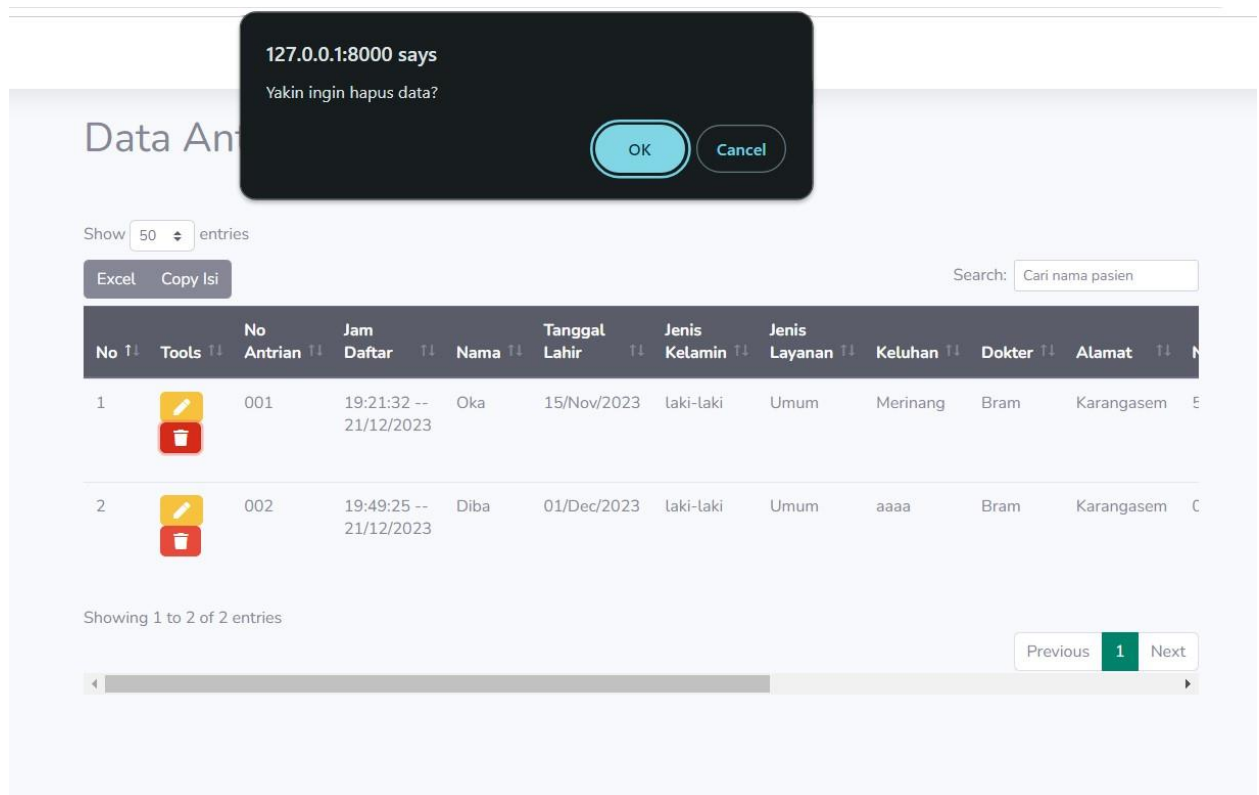 127.0.0.1:8000 says
Yakin ingin hapus data?
OK Cancel
Data
Show 50 entries
Excel Copy Isi Search: Cari nama pasien
No Tools No Antrian Jam Daftar Nama Tanggal Lahir Jenis Kelamin Jenis Layanan Keluhan Dokter Alamat
1 001 19:21:32 -- Oka 15/Nov/2023 laki-laki Umum Merinang Bram Karangasem 5
21/12/2023
2 002 19:49:25 -- Diba 01/Dec/2023 laki-laki Umum aaaa Bram Karangasem
21/12/2023
Showing 1 to 2 of 2 entries
Previous 1 Next